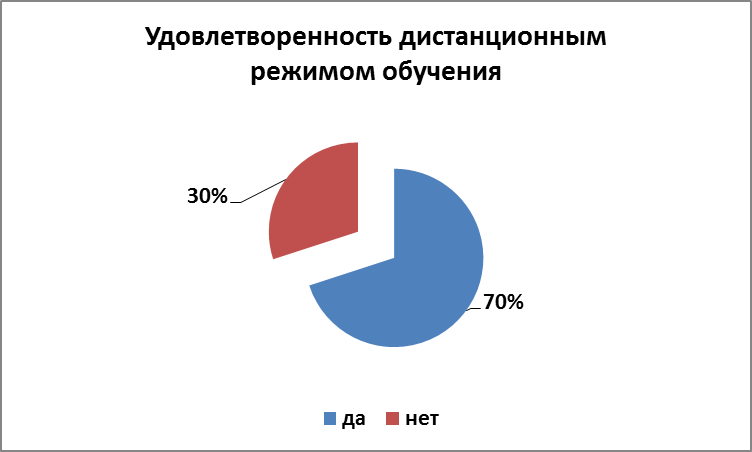 Удовлетворенность дистанционным
режимом обучения
30%
70%
да нет